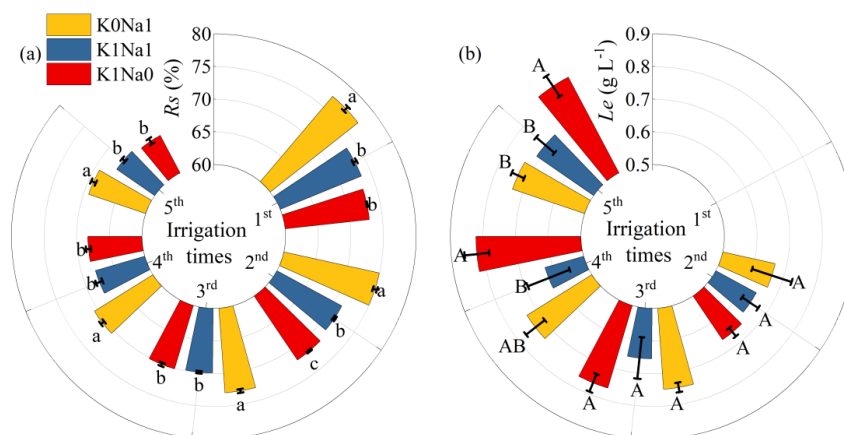 K0Na1
K1Na1
K1Na0
(a)
Rs (%)
80
75
70
65
60
a
b
b
a
b
c
a
b
b
a
b
b
a
b
b
1st
2nd
3rd
4th
5th
Irrigation
times
(b)
Le (g L-1)
0.9
0.8
0.7
0.6
0.5
A
A
A
A
A
A
AB
B
A
B
B
A
1st
2nd
3rd
4th
5th
Irrigation
times